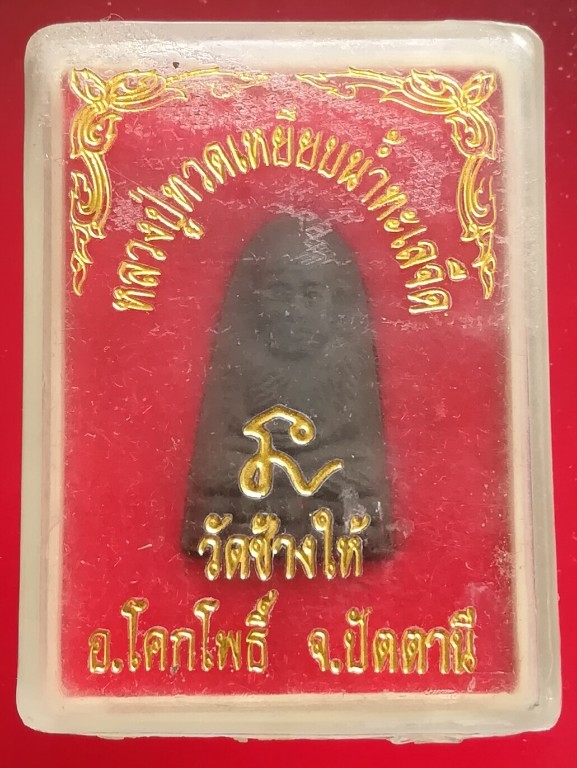 หลวงปู่ทวดเหยียบน้ำทะเลจืด
วัดช้างให้
อ.โคกโพธิ์ จ.ปัตตานี